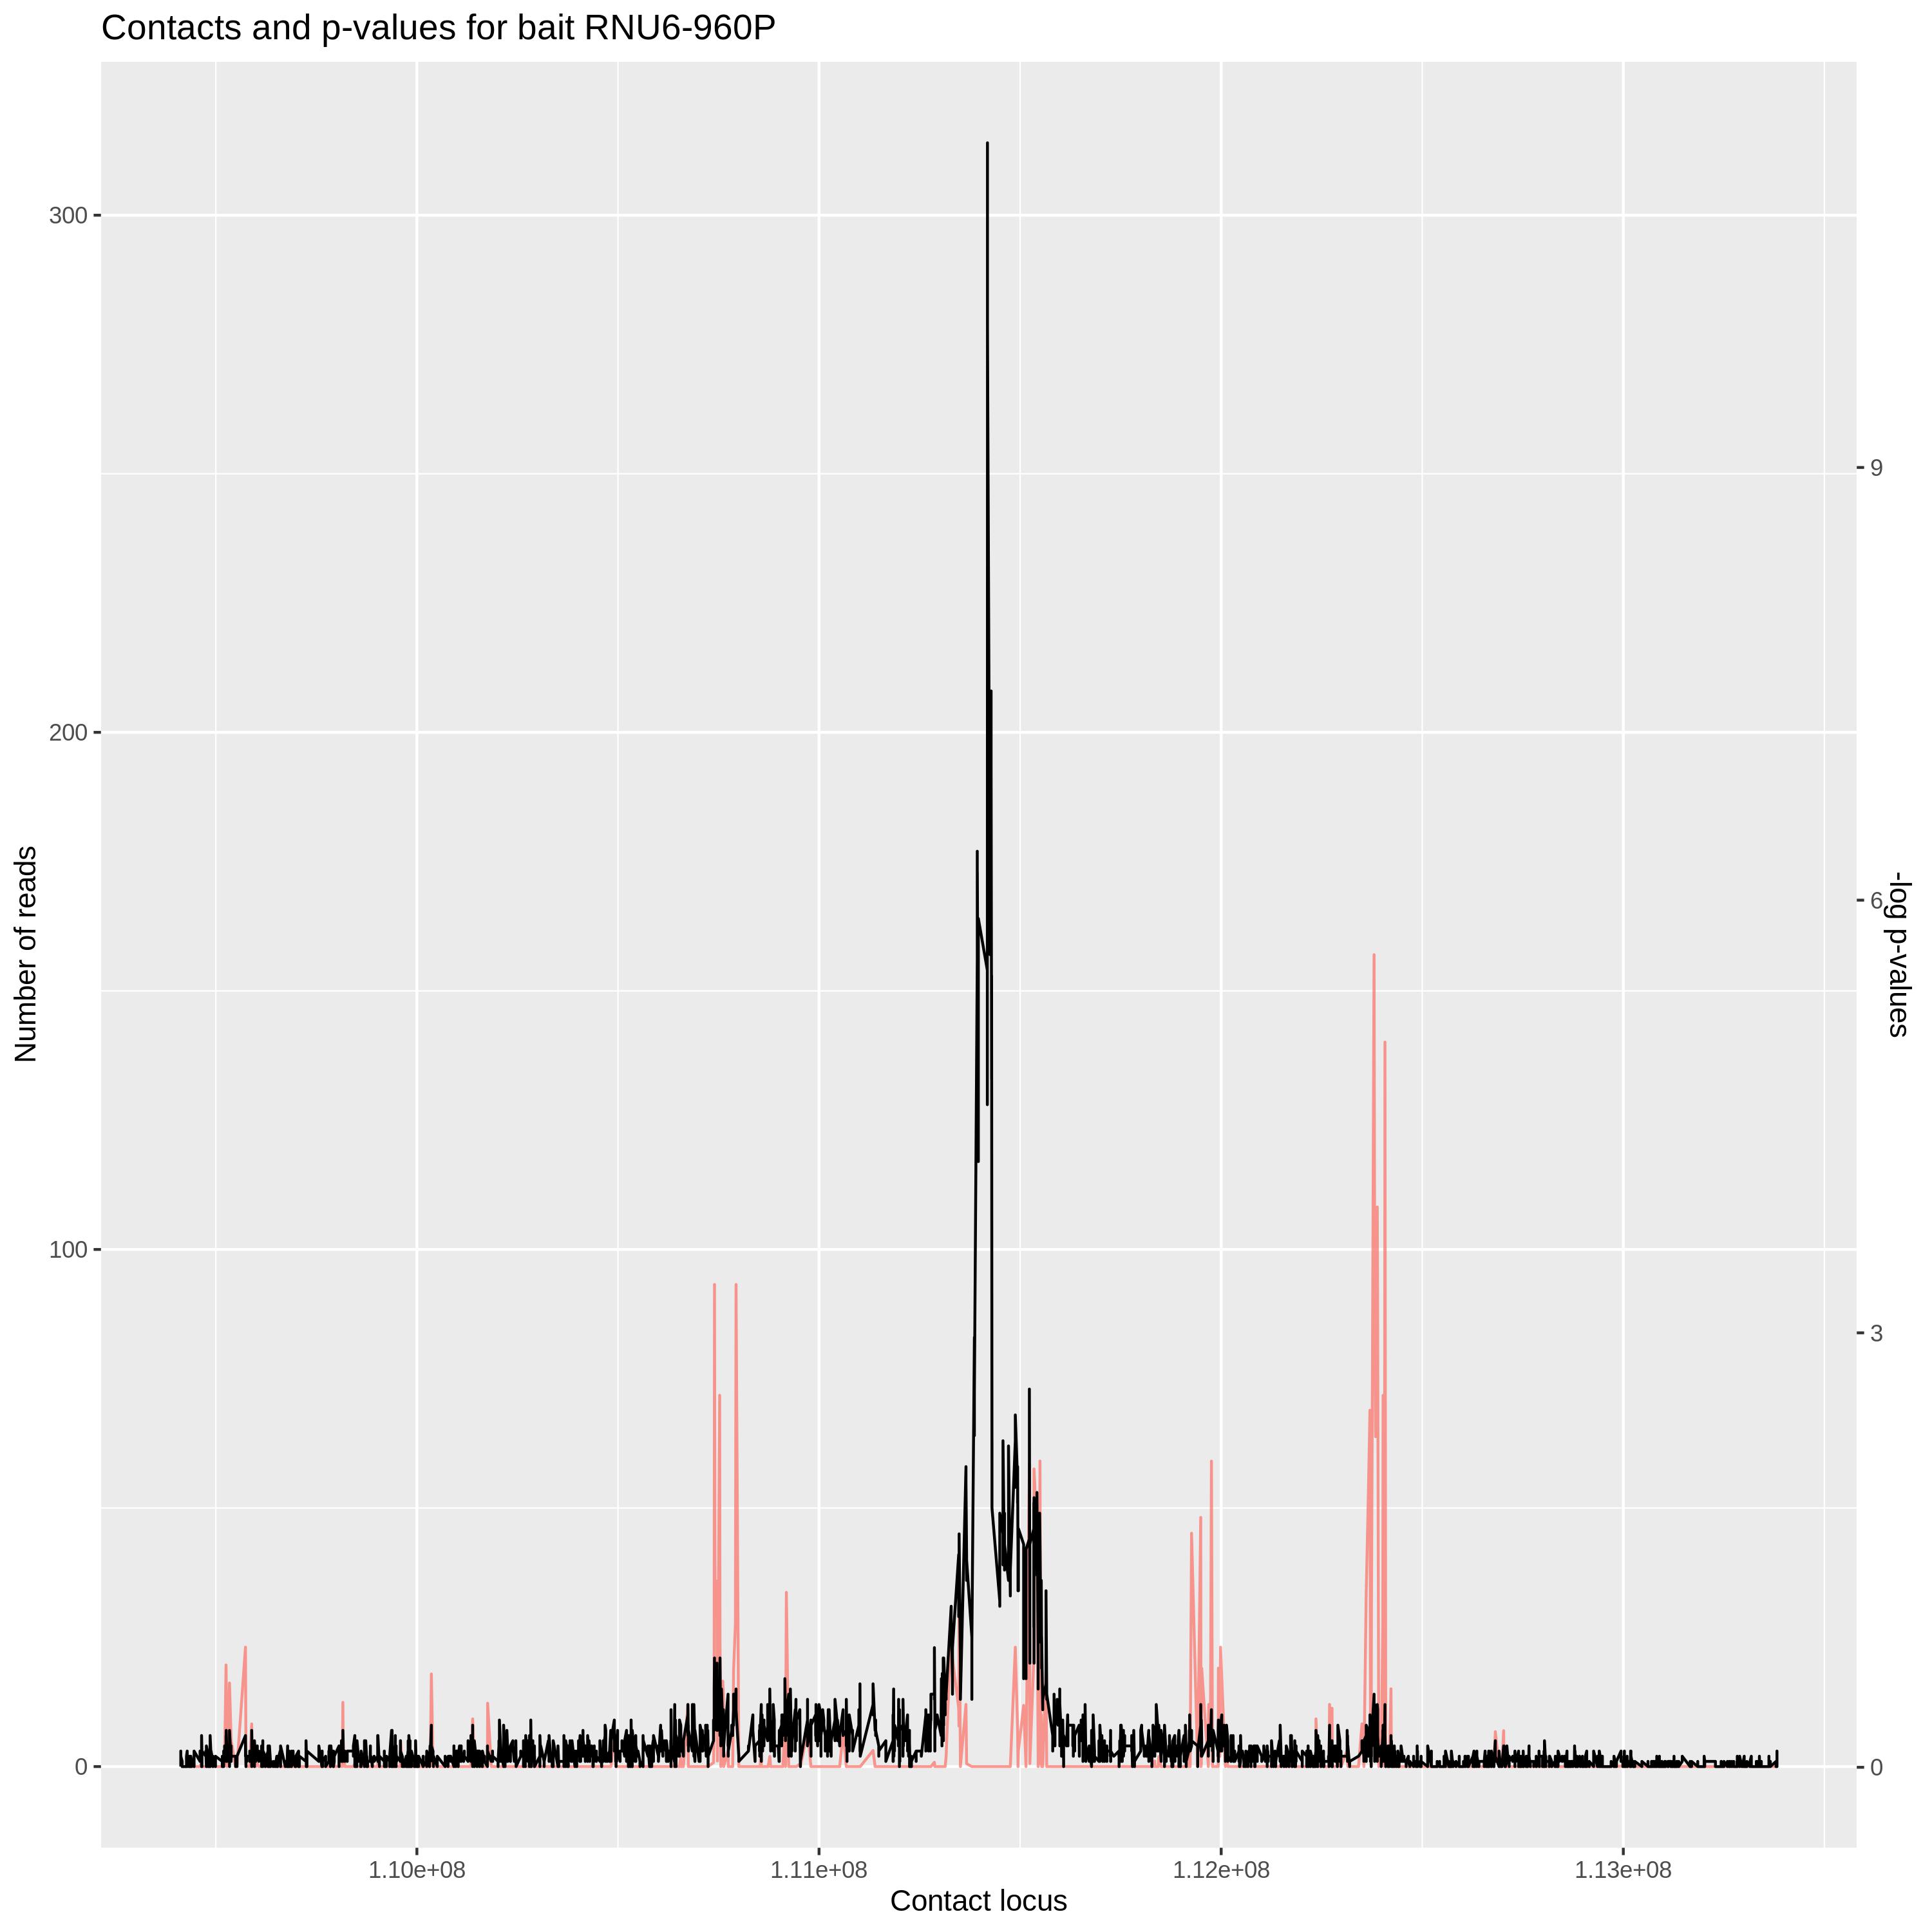 Contacts and p-values for bait RNU6-960P
300
200
100
0
Number of reads
9
6
3
0
-log p-values
1.10e+08
1.11e+08
1.12e+08
1.13e+08
Contact locus